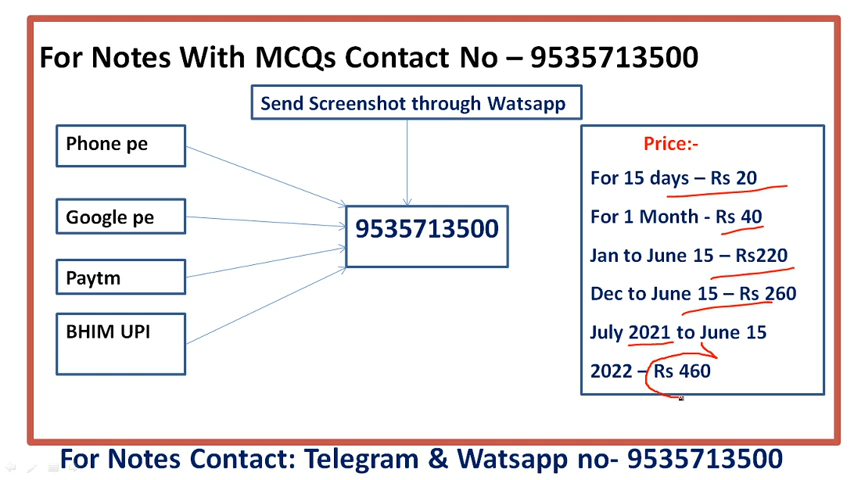 For Notes With MCQs Contact No – 9535713500
Send Screenshot through Watsapp
Phone pe
Google pe
Paytm
BHIM UPI
9535713500
Price:-
For 15 days – Rs 20
For 1 Month - Rs 40
Jan to June 15 – Rs220
Dec to June 15 – Rs 260
July 2021 to June 15
2022 – Rs 460
For Notes Contact: Telegram & Watsapp no- 9535713500